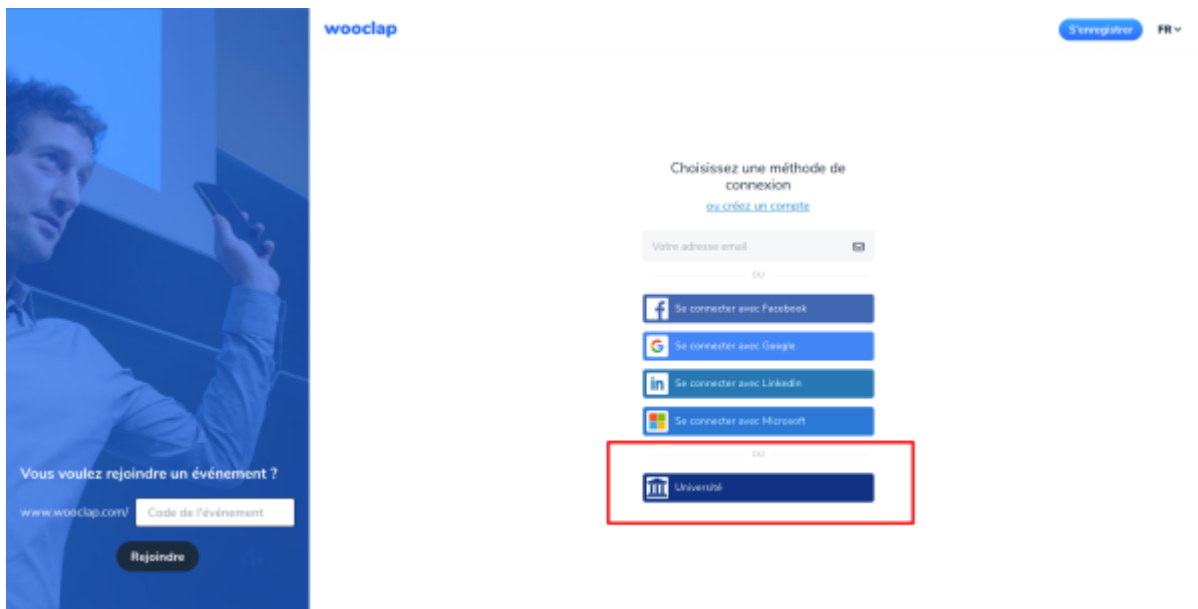 wooclap
S'enregistrer
FR
Choisissez une méthode de
connexion
ou créez un compte
Votre adresse email
OU
Se connecter avec Facebook
Se connecter avec Google
Se connecter avec LinkedIn
Se connecter avec Microsoft
OU
Université
Vous voulez rejoindre un événement ?
www.wooclap.com/ Code de l'événement
Rejoindre